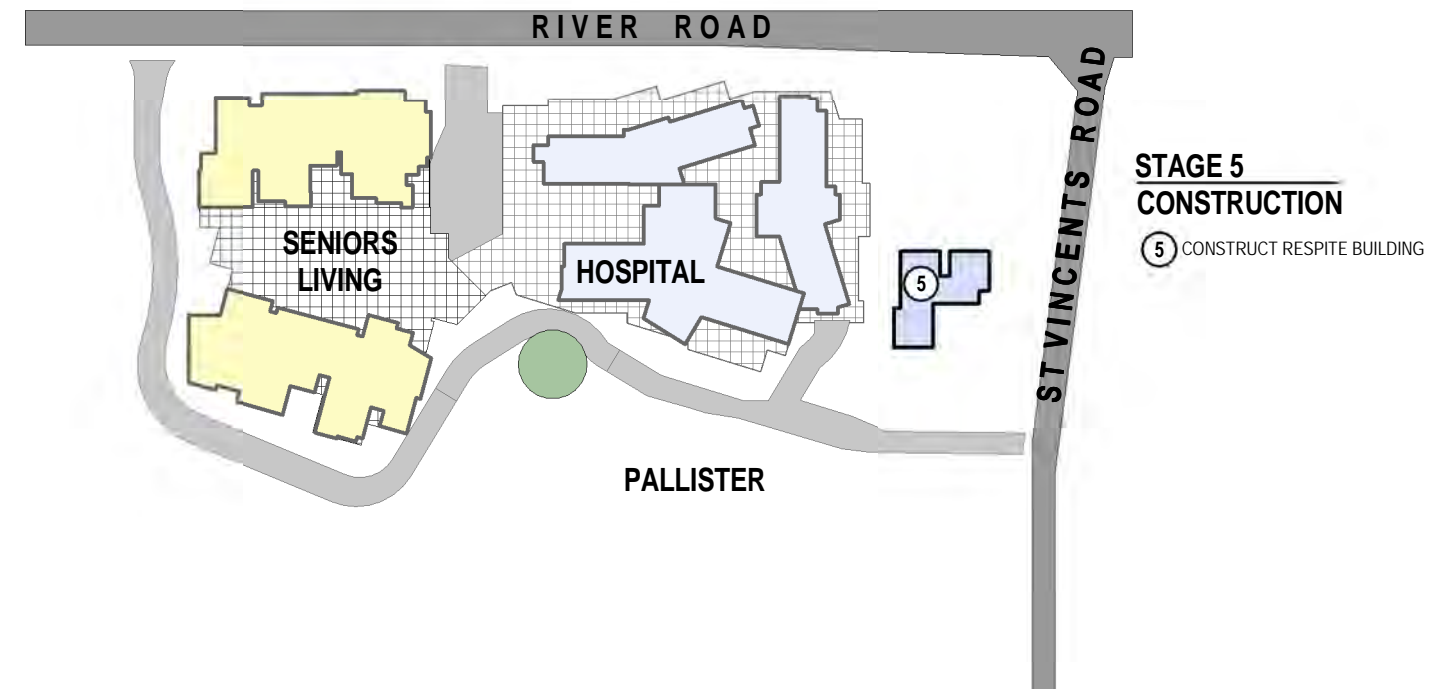 RIVER ROAD
ST VINCENTS ROAD
STAGE 5
CONSTRUCTION
5 CONSTRUCT RESPITE BUILDING
SENIORS
LIVING
HOSPITAL
5
PALLISTER